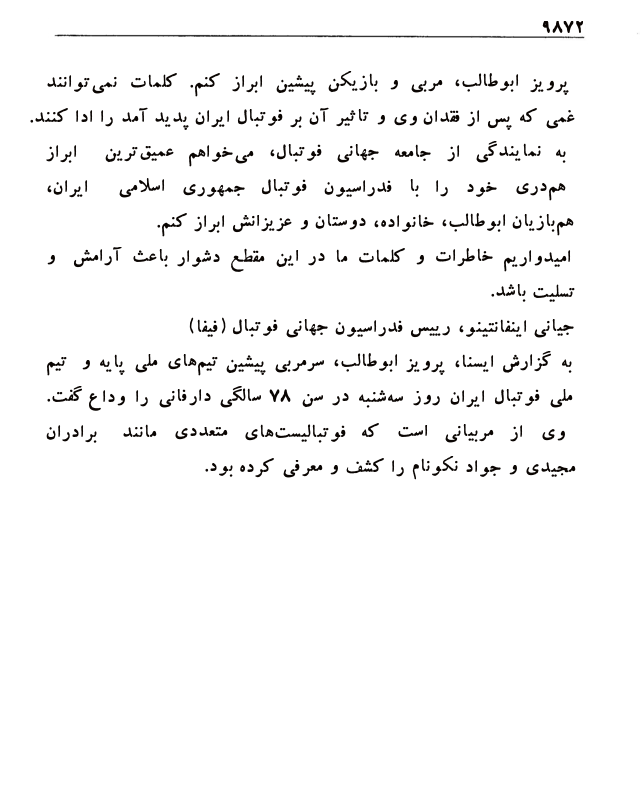 ۹۸۷۲
پرویز ابوطالب، مربی و بازیکن پیشین ابراز کنم. کلمات نمی‌توانند
غمی که پس از فقدان وی و تاثیر آن بر فوتبال ایران پدید آمد را ادا کنند.
به نمایندگی از جامعه جهانی فوتبال، می‌خواهم عمیق‌ترین ابراز
هم‌دری خود را با فدراسیون فوتبال جمهوری اسلامی ایران،
هم‌بازیان ابوطالب، خانواده، دوستان و عزیزانش ابراز کنم.
امیدواریم خاطرات و کلمات ما در این مقطع دشوار باعث آرامش و
تسلیت باشد.
جیانی اینفانتینو، رییس فدراسیون جهانی فوتبال (فیفا)
به گزارش ایسنا، پرویز ابوطالب، سرمربی پیشین تیم‌های ملی پایه و تیم
ملی فوتبال ایران روز سه‌شنبه در سن ۷۸ سالگی دارفانی را وداع گفت.
وی از مربیانی است که فوتبالیست‌های متعددی مانند برادران
مجیدی و جواد نکونام را کشف و معرفی کرده بود.